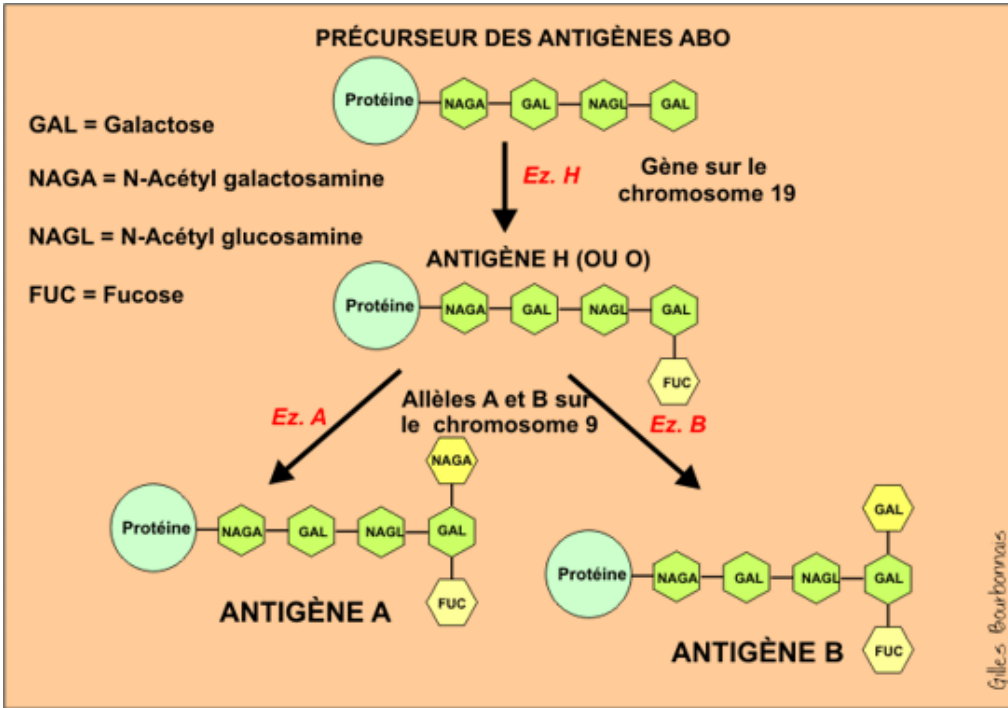 PRÉCURSEUR DES ANTIGÈNES ABO
Protéine
NAGA
GAL
NAGL
GAL
GAL = Galactose
NAGA = N-Acétyl galactosamine
NAGL = N-Acétyl glucosamine
FUC = Fucose
Ez. H
Gène sur le
chromosome 19
ANTIGÈNE H (OU O)
Protéine
NAGA
GAL
NAGL
GAL
FUC
Ez. A
Allèles A et B sur
le chromosome 9
Ez. B
NAGA
Protéine
NAGA
GAL
NAGL
GAL
FUC
ANTIGÈNE A
GAL
Protéine
NAGA
GAL
NAGL
GAL
FUC
ANTIGÈNE B
Gilles Bourbonnais